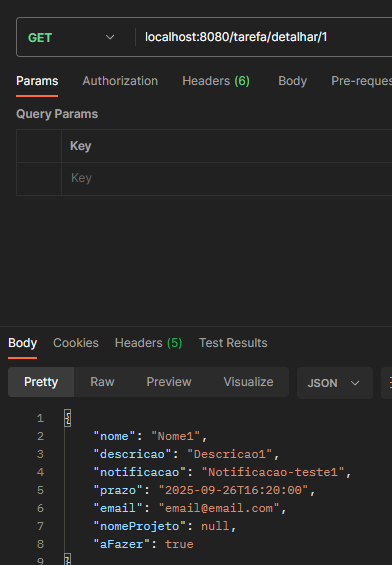 GET localhost:8080/tarefa/detalhar/1
Params Authorization Headers (6) Body Pre-reques
Query Params
Key
Key
Body Cookies Headers (5) Test Results
Pretty Raw Preview Visualize JSON
1 {
2 "nome": "Nome1",
3 "descricao": "Descricao1",
4 "notificacao": "Notificacao-teste1",
5 "prazo": "2025-09-26T16:20:00",
6 "email": "email@email.com",
7 "nomeProjeto": null,
8 "aFazer": true
9 }